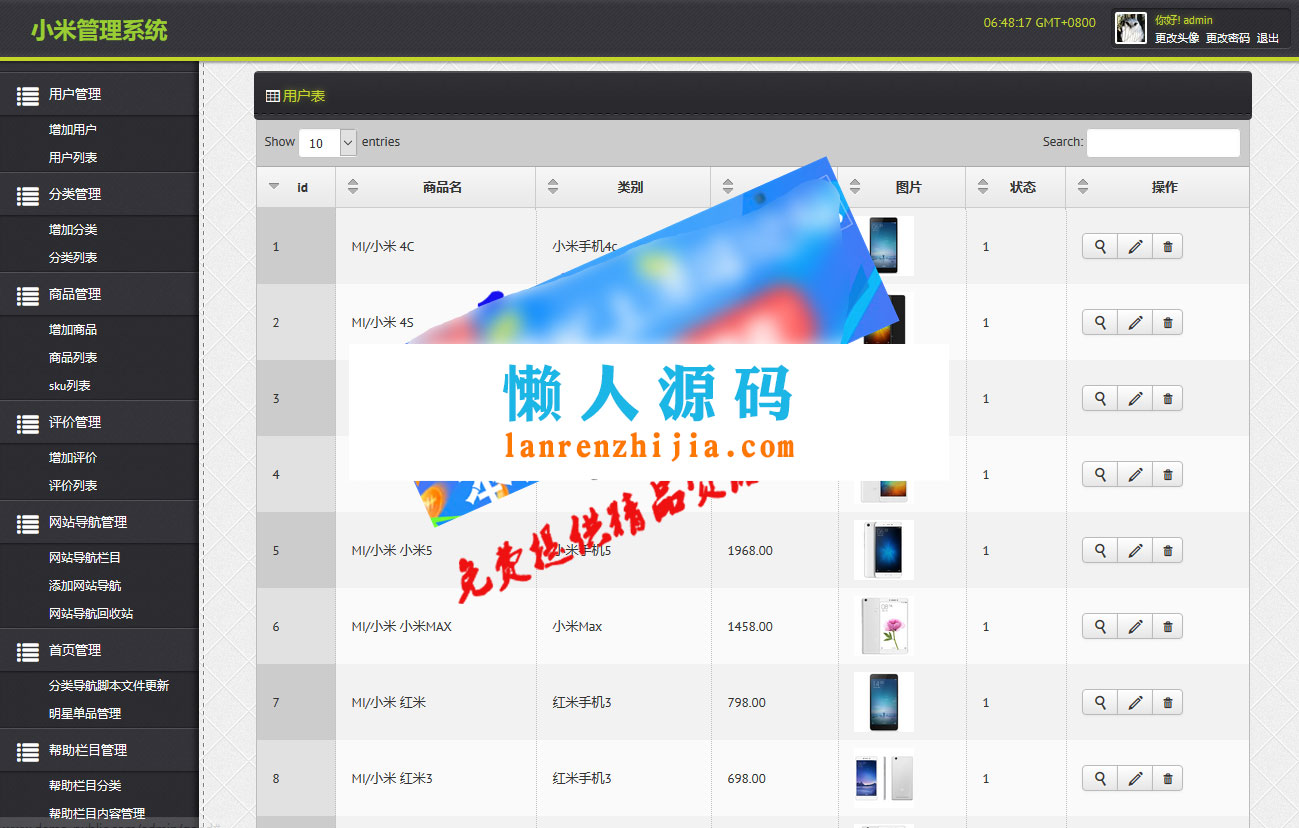 小米管理系统
06:48:17 GMT+0800
你好! admin
更改头像 更改密码 退出
用户管理
增加用户
用户列表
分类管理
增加分类
分类列表
商品管理
增加商品
商品列表
sku列表
评价管理
增加评价
评价列表
网站导航管理
网站导航栏目
添加网站导航
网站导航回收站
首页管理
分类导航脚本文件更新
明星单品管理
帮助栏目管理
帮助栏目分类
帮助栏目内容管理
用户表
Show 10 entries
Search:
id 商品名 类别 图片 状态 操作
1 MI/小米 4C 小米手机4c 1
2 MI/小米 4S 1
3 1
4 1
5 MI/小米 小米5 小米手机5 1968.00 1
6 MI/小米 小米MAX 小米Max 1458.00 1
7 MI/小米 红米 红米手机3 798.00 1
8 MI/小米 红米3 红米手机3 698.00 1
懒人源码
lanrenzhijia.com
免费提供精品